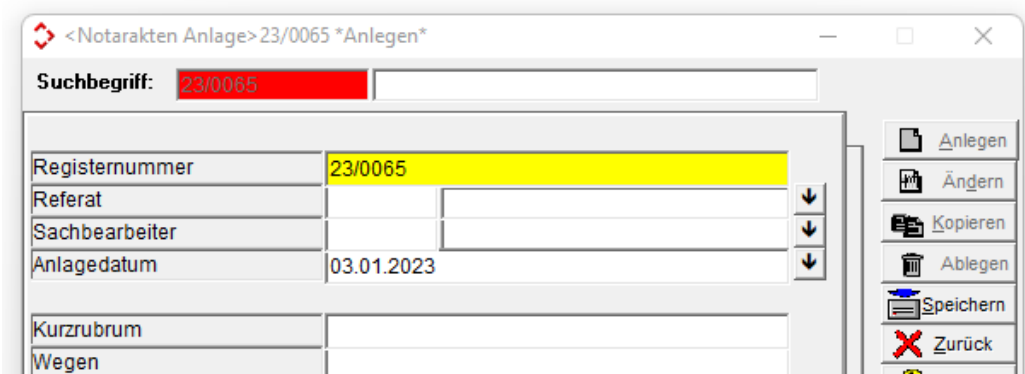 <Notarakten Anlage>23/0065 *Anlegen*
Suchbegriff: 23/0065
Registernummer 23/0065
Referat
Sachbearbeiter
Anlagedatum 03.01.2023
Kurzrubrum
Wegen
Anlegen
Ändern
Kopieren
Ablegen
Speichern
Zurück